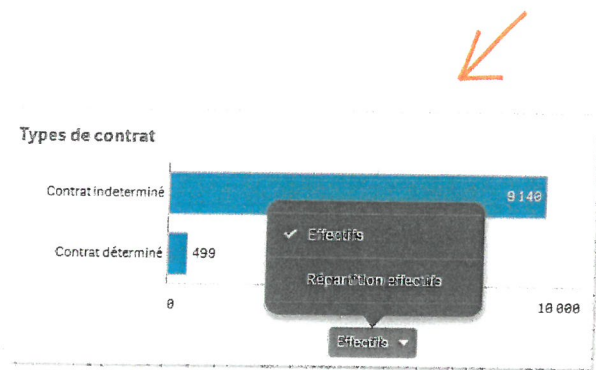 Types de contrat
Contrat indeterminé
9 140
Effectifs
Contrat déterminé
499
Répartition effectifs
0
10 000
Effectifs